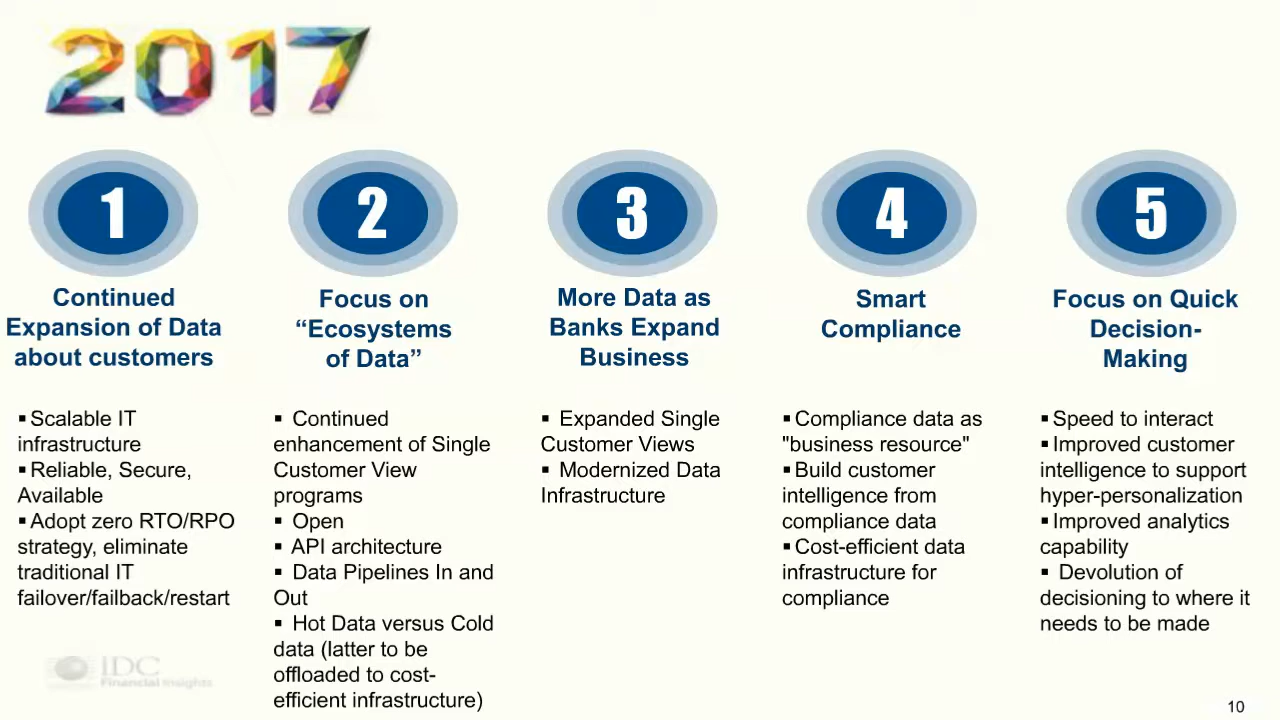 2017
1
Continued
Expansion of Data
about customers
▪Scalable IT
infrastructure
▪Reliable, Secure,
Available
▪Adopt zero RTO/RPO
strategy, eliminate
traditional IT
failover/failback/restart
2
Focus on
“Ecosystems
of Data”
▪ Continued
enhancement of Single
Customer View
programs
▪ Open
▪ API architecture
▪ Data Pipelines In and
Out
▪ Hot Data versus Cold
data (latter to be
offloaded to cost-
efficient infrastructure)
3
More Data as
Banks Expand
Business
▪ Expanded Single
Customer Views
▪ Modernized Data
Infrastructure
4
Smart
Compliance
▪Compliance data as
"business resource"
▪Build customer
intelligence from
compliance data
▪Cost-efficient data
infrastructure for
compliance
5
Focus on Quick
Decision-
Making
▪Speed to interact
▪Improved customer
intelligence to support
hyper-personalization
▪Improved analytics
capability
▪ Devolution of
decisioning to where it
needs to be made
IDC
Financial Insights
10